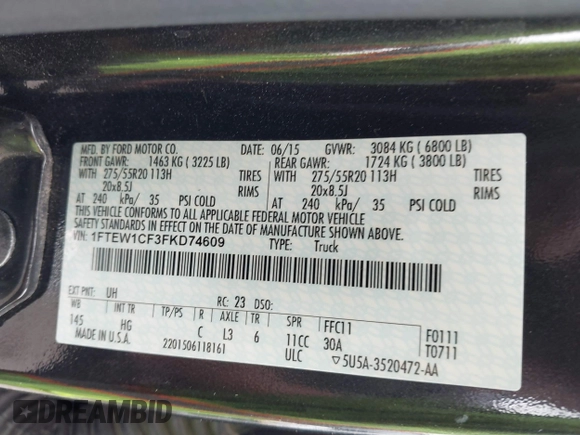 MFD. BY FORD MOTOR CO. DATE: 06/15 GVWR: 3084 KG ( 6800 LB)
FRONT GAWR: 1463 KG ( 3225 LB) REAR GAWR: 1724 KG ( 3800 LB)
WITH 275/55R20 113H TIRES WITH 275/55R20 113H TIRES
20x8.5J RIMS 20x8.5J RIMS
AT 240 kPa/ 35 PSI COLD AT 240 kPa/ 35 PSI COLD
THIS VEHICLE CONFORMS TO ALL APPLICABLE FEDERAL MOTOR VEHICLE
SAFETY STANDARDS IN EFFECT ON THE DATE OF MANUFACTURE SHOWN ABOVE.
VIN: 1FTEW1CF3FKD74609 TYPE: Truck
EXT PNT: UH RC: 23 DSO:
WB INT TR TP/PS R AXLE TR SPR FFC11 F0111
145 HG C L3 6 11CC 30A T0711
MADE IN U.S.A. 2201506118161 ULC ▽5U5A-3520472-AA
DREAMBID